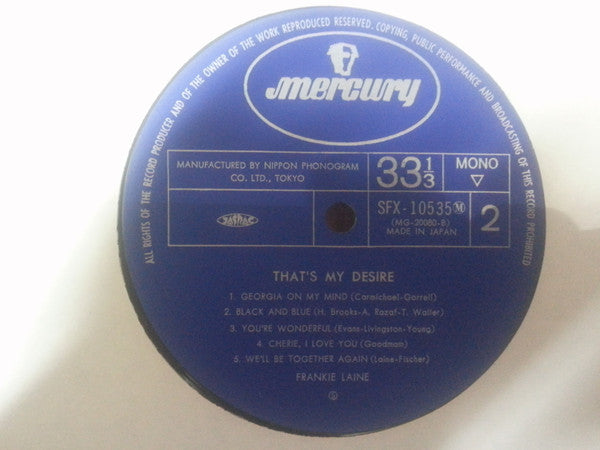 ALL RIGHTS OF THE RECORD PRODUCER AND OF THE OWNER OF THE WORK REPRODUCED RESERVED. COPYING, PUBLIC PERFORMANCE AND BROADCASTING OF THIS RECORD PROHIBITED
mercury
MANUFACTURED BY NIPPON PHONOGRAM
CO. LTD., TOKYO
33 1/3
MONO
SFX-10535 Ⓜ
(MG-20080-B)
MADE IN JAPAN
2
THAT'S MY DESIRE
1. GEORGIA ON MY MIND (Carmichael-Gorrell)
2. BLACK AND BLUE (H. Brooks-A. Razaf-T. Waller)
3. YOU'RE WONDERFUL (Evans-Livingston-Young)
4. CHERIE, I LOVE YOU (Goodman)
5. WE'LL BE TOGETHER AGAIN (Laine-Fischer)
FRANKIE LAINE